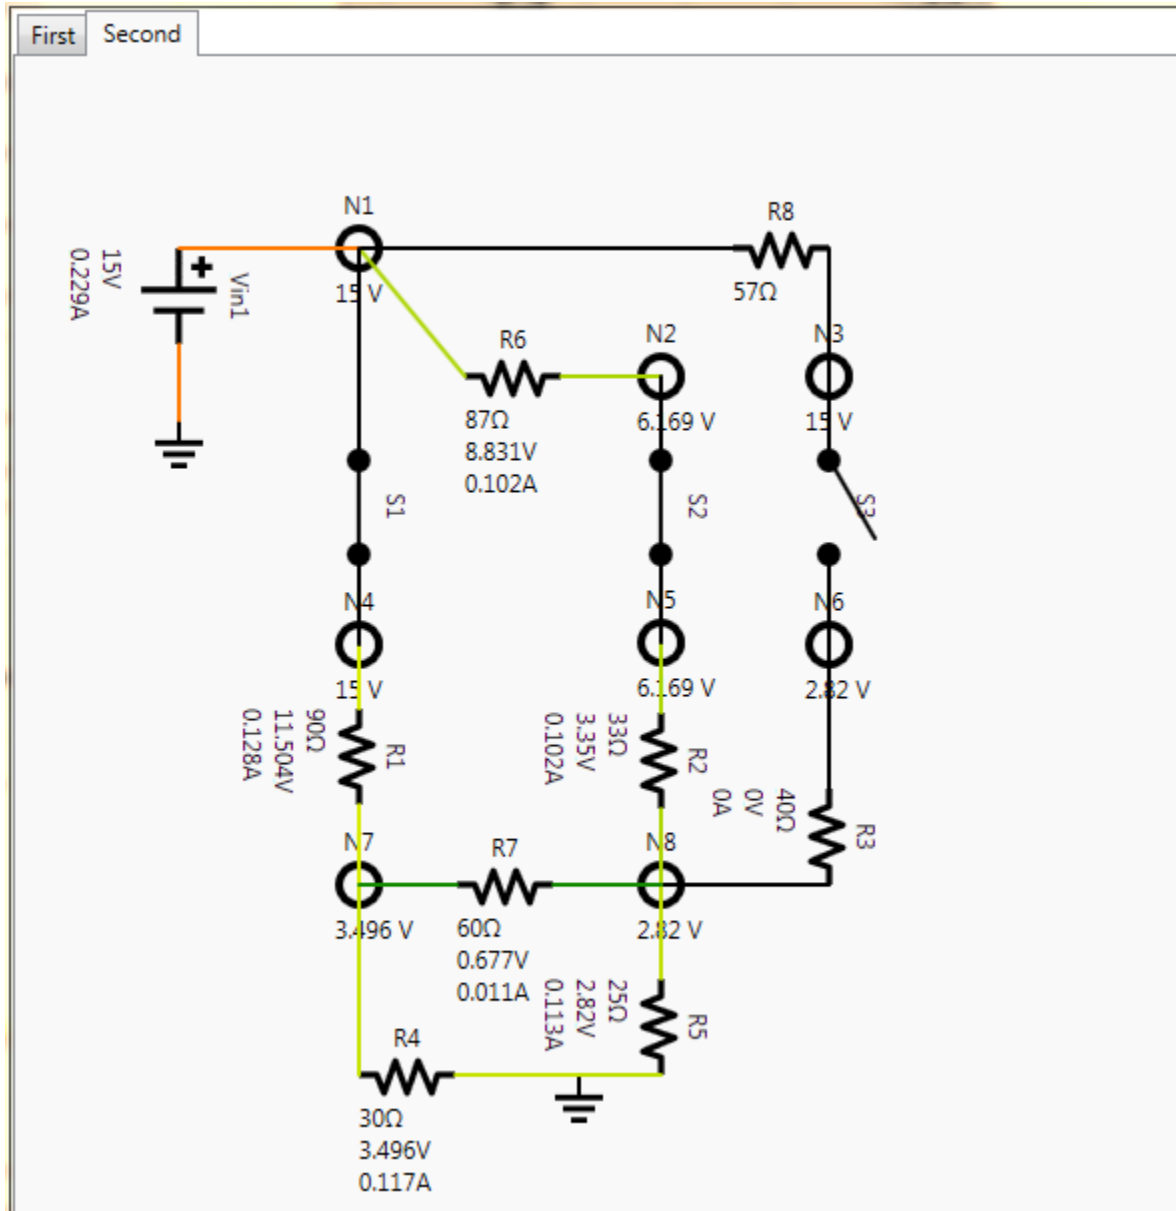 First
Second
N1
15 V
R8
57Ω
15V
0.229A
Vin1
R6
87Ω
8.831V
0.102A
N2
6.169 V
N3
15 V
S1
S2
S3
N4
15 V
N5
6.169 V
N6
2.82 V
90Ω
11.504V
0.128A
R1
33Ω
3.35V
0.102A
R2
40Ω
0V
0A
R3
N7
3.496 V
R7
60Ω
0.677V
0.011A
N8
2.82 V
25Ω
2.82V
0.113A
R5
R4
30Ω
3.496V
0.117A